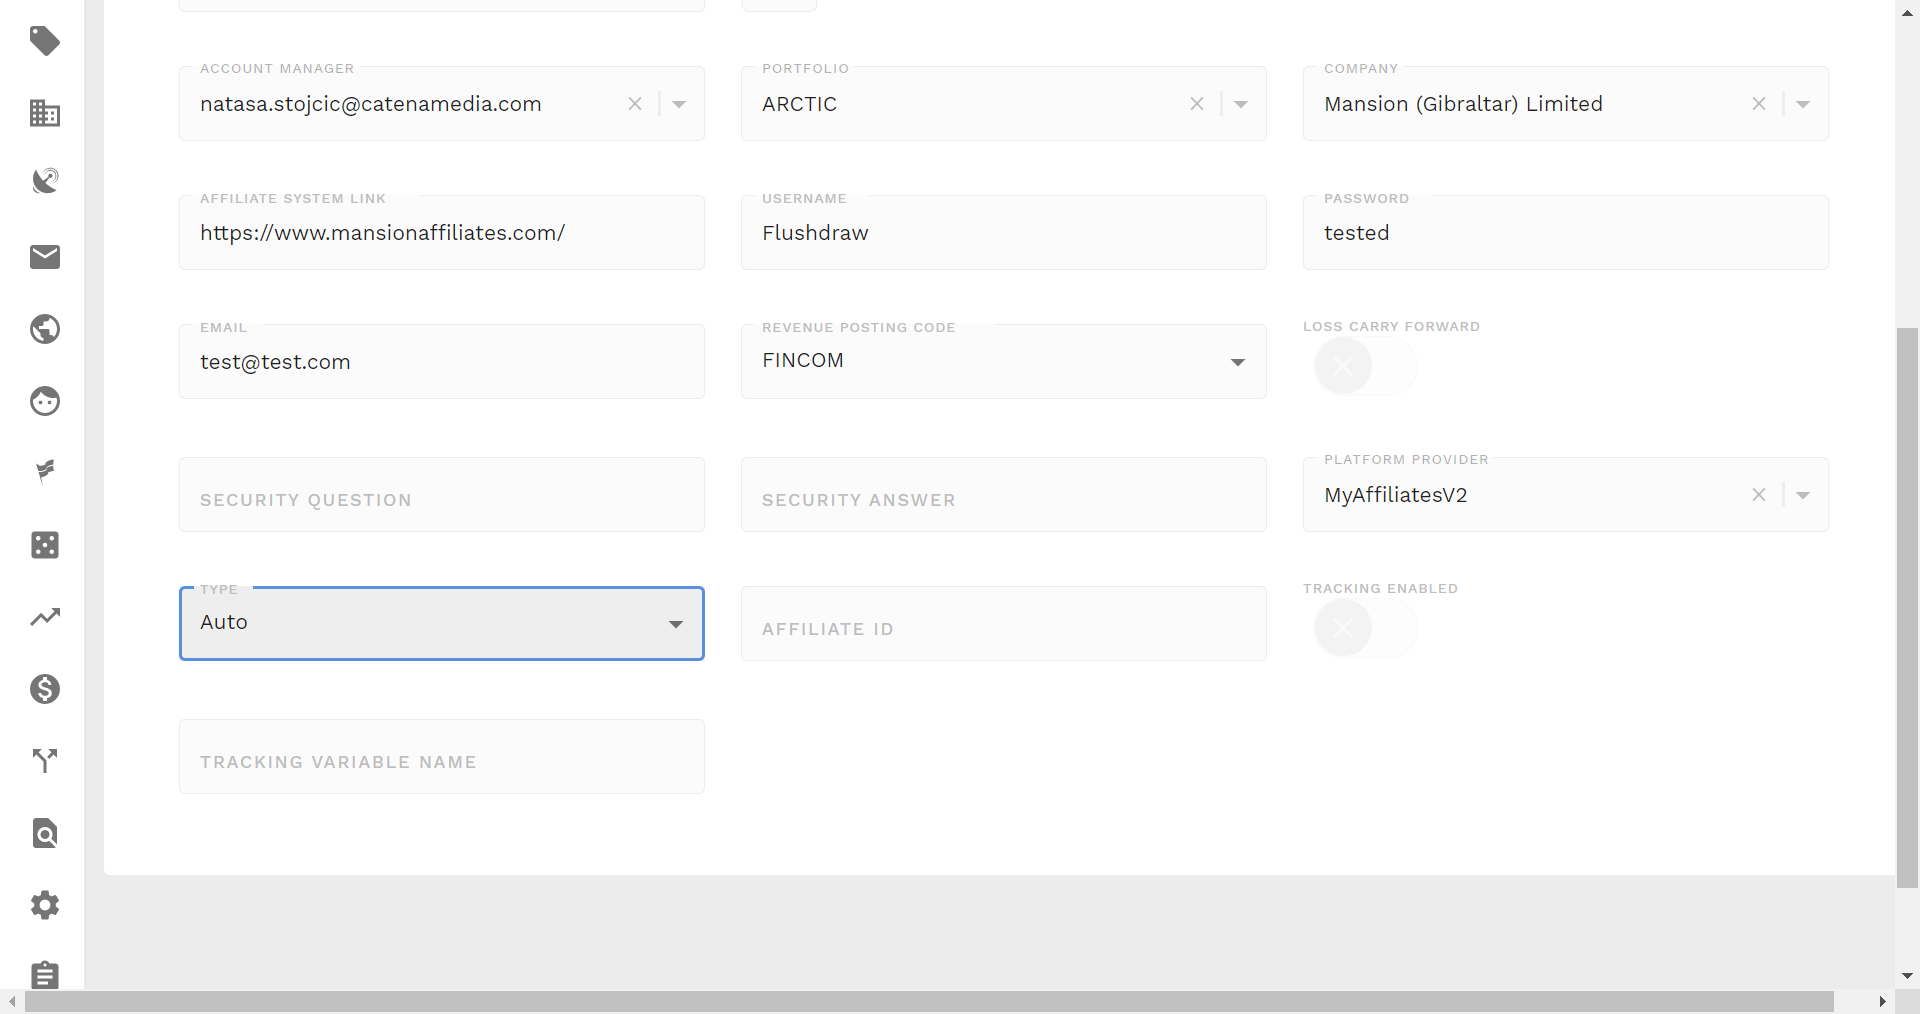 ACCOUNT MANAGER
natasa.stojcic@catenamedia.com
PORTFOLIO
ARCTIC
COMPANY
Mansion (Gibraltar) Limited
AFFILIATE SYSTEM LINK
https://www.mansionaffiliates.com/
USERNAME
Flushdraw
PASSWORD
tested
EMAIL
test@test.com
REVENUE POSTING CODE
FINCOM
LOSS CARRY FORWARD
SECURITY QUESTION
SECURITY ANSWER
PLATFORM PROVIDER
MyAffiliatesV2
TYPE
Auto
AFFILIATE ID
TRACKING ENABLED
TRACKING VARIABLE NAME